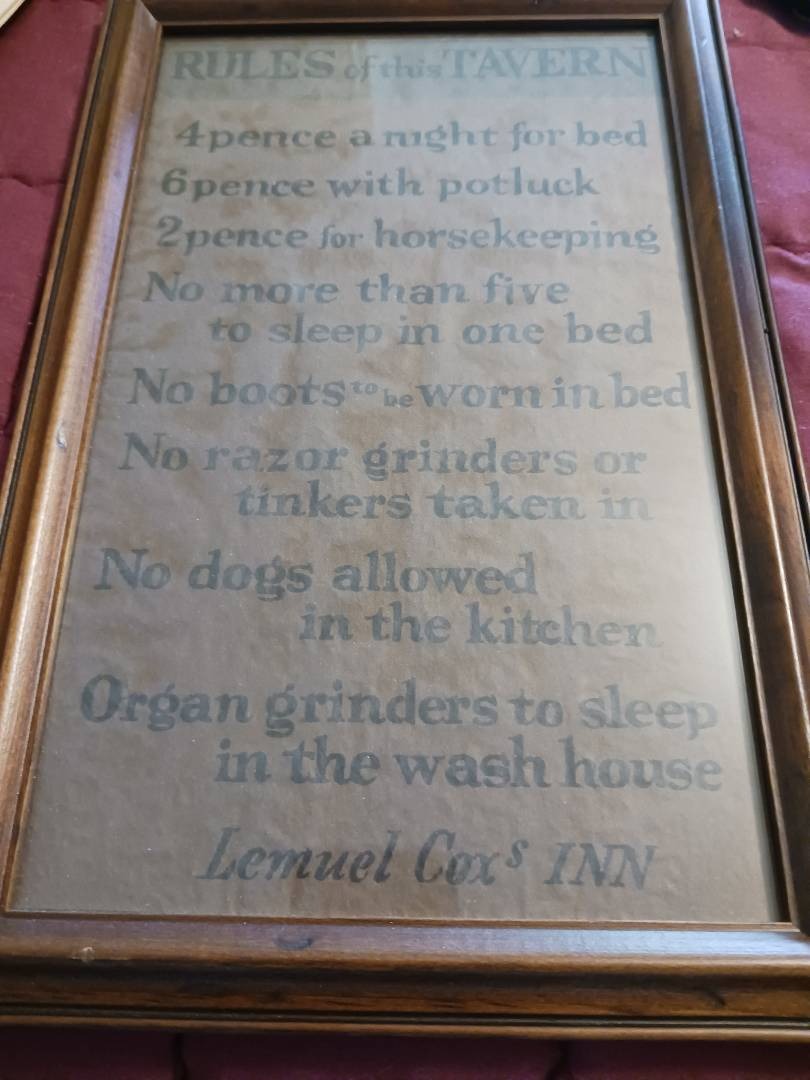 RULES of this TAVERN
4pence a night for bed
6pence with potluck
2pence for horsekeeping
No more than five
to sleep in one bed
No boots to be worn in bed
No razor grinders or
tinkers taken in
No dogs allowed
in the kitchen
Organ grinders to sleep
in the wash house
Lemuel Coxs INN